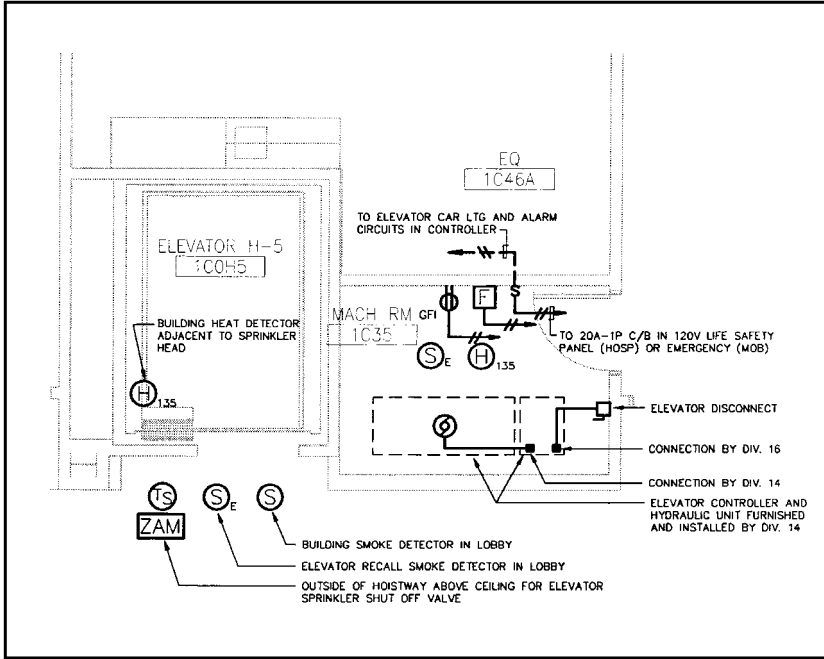 EQ
1C46A
TO ELEVATOR CAR LTG AND ALARM
CIRCUITS IN CONTROLLER
ELEVATOR H-5
1C0H5
S
F
MACH RM
1C35
GFI
BUILDING HEAT DETECTOR
ADJACENT TO SPRINKLER
HEAD
TO 20A-1P C/B IN 120V LIFE SAFETY
PANEL (HOSP) OR EMERGENCY (MOB)
S E
H 135
H 135
ELEVATOR DISCONNECT
CONNECTION BY DIV. 16
CONNECTION BY DIV. 14
ELEVATOR CONTROLLER AND
HYDRAULIC UNIT FURNISHED
AND INSTALLED BY DIV. 14
TS
S E
S
ZAM
BUILDING SMOKE DETECTOR IN LOBBY
ELEVATOR RECALL SMOKE DETECTOR IN LOBBY
OUTSIDE OF HOISTWAY ABOVE CEILING FOR ELEVATOR
SPRINKLER SHUT OFF VALVE